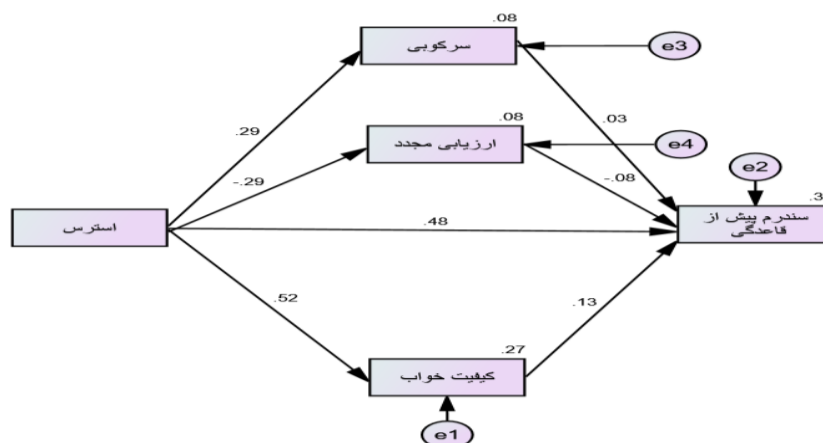 .08
سرکوبی
e3
.29
.03
.08
ارزیابی مجدد
e4
-.29
-.08
e2
.3
سندرم پیش از
قاعدگی
استرس
.48
.52
.13
.27
کیفیت خواب
e1